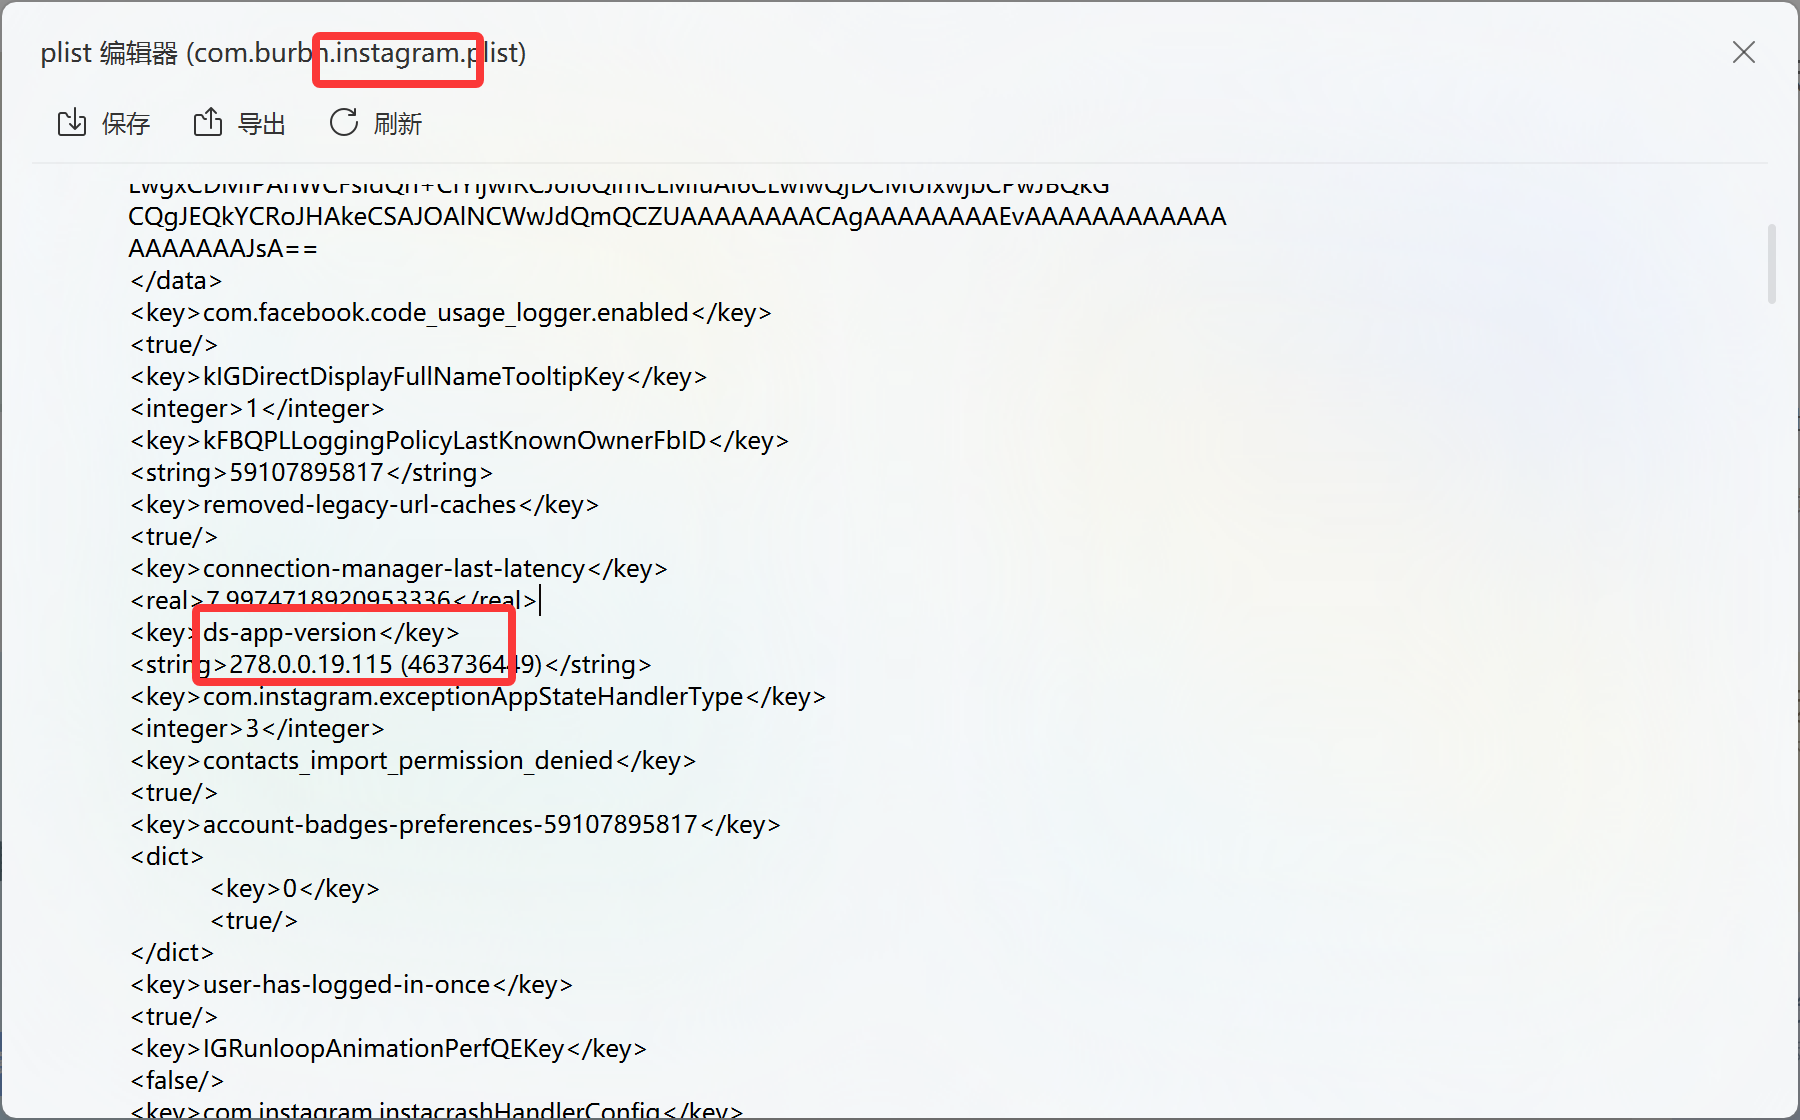 plist 编辑器 (com.burbn.instagram.plist)
保存 导出 刷新
CQgJEQkYCRoJHAkeCSAJOAlNCWwJdQmQCZUAAAAAAAACAgAAAAAAAAEvAAAAAAAAAAAA
AAAAAAAJsA==
</data>
<key>com.facebook.code_usage_logger.enabled</key>
<true/>
<key>kIGDirectDisplayFullNameTooltipKey</key>
<integer>1</integer>
<key>kFBQPLLoggingPolicyLastKnownOwnerFbID</key>
<string>59107895817</string>
<key>removed-legacy-url-caches</key>
<true/>
<key>connection-manager-last-latency</key>
<real>7.9974718920953336</real>
<key>ds-app-version</key>
<string>278.0.0.19.115 (463736449)</string>
<key>com.instagram.exceptionAppStateHandlerType</key>
<integer>3</integer>
<key>contacts_import_permission_denied</key>
<true/>
<key>account-badges-preferences-59107895817</key>
<dict>
<key>0</key>
<true/>
</dict>
<key>user-has-logged-in-once</key>
<true/>
<key>IGRunloopAnimationPerfQEKey</key>
<false/>
<key>com.instagram.instacrashHandlerConfig</key>